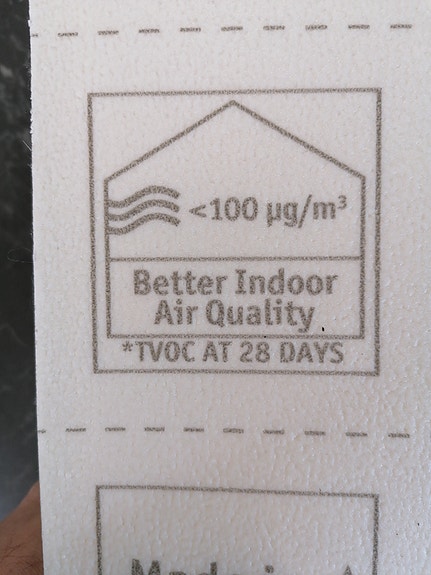 <100 µg/m³
Better Indoor
Air Quality
*TVOC AT 28 DAYS